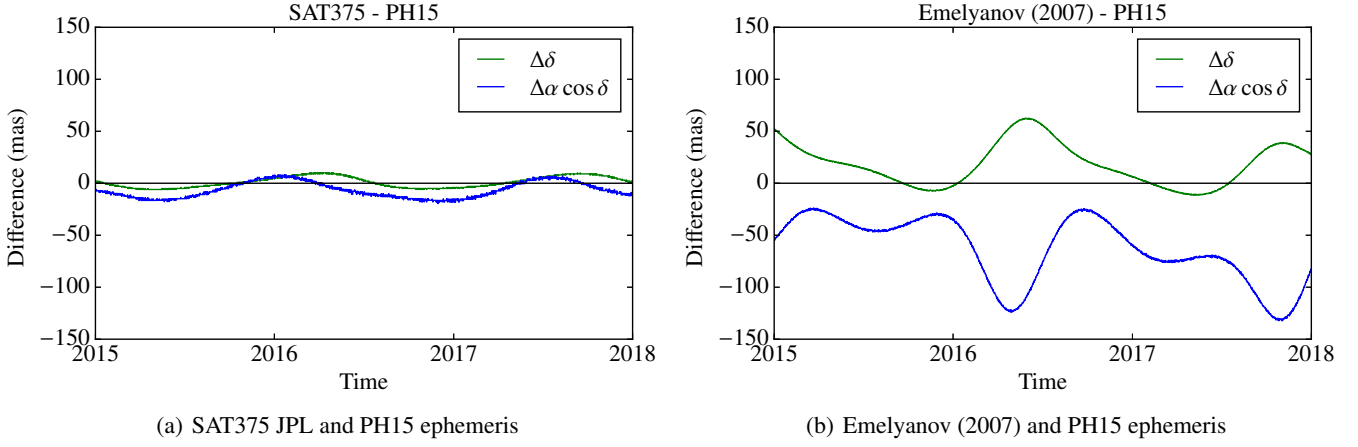 SAT375 - PH15
150
100
50
0
−50
−100
−150
Difference (mas)
Δδ
Δα cos δ
2015 2016 2017 2018
Time
(a) SAT375 JPL and PH15 ephemeris
Emelyanov (2007) - PH15
150
100
50
0
−50
−100
−150
Difference (mas)
Δδ
Δα cos δ
2015 2016 2017 2018
Time
(b) Emelyanov (2007) and PH15 ephemeris